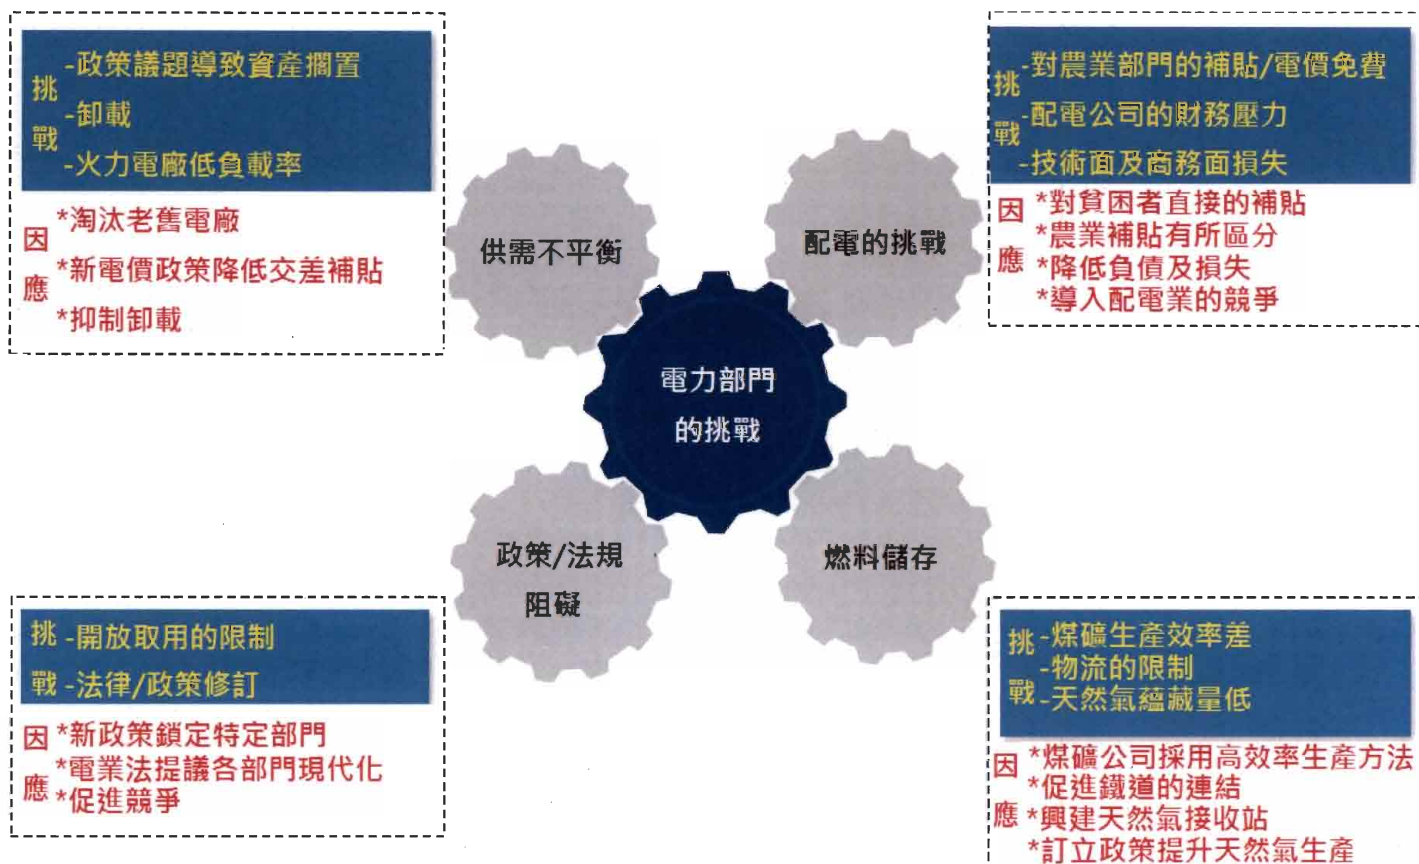 挑戰
-政策議題導致資產擱置
-卸載
-火力電廠低負載率
因應
*淘汰老舊電廠
*新電價政策降低交差補貼
*抑制卸載
挑戰
-對農業部門的補貼/電價免費
-配電公司的財務壓力
-技術面及商務面損失
因應
*對貧困者直接的補貼
*農業補貼有所區分
*降低負債及損失
*導入配電業的競爭
供需不平衡
配電的挑戰
電力部門
的挑戰
政策/法規
阻礙
燃料儲存
挑戰
-開放取用的限制
-法律/政策修訂
因應
*新政策鎖定特定部門
*電業法提議各部門現代化
*促進競爭
挑戰
-煤礦生產效率差
-物流的限制
-天然氣蘊藏量低
因應
*煤礦公司採用高效率生產方法
*促進鐵道的連結
*興建天然氣接收站
*訂立政策提升天然氣生產